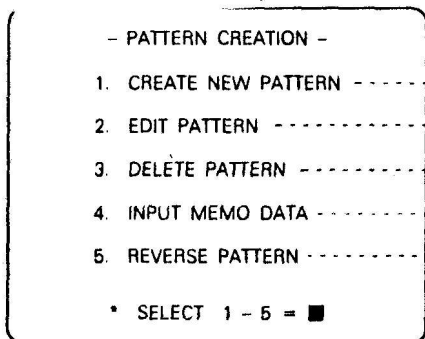 - PATTERN CREATION -
1. CREATE NEW PATTERN - - - - -
2. EDIT PATTERN - - - - - - - - - - -
3. DELETE PATTERN - - - - - - - - -
4. INPUT MEMO DATA - - - - - - - -
5. REVERSE PATTERN - - - - - - - - -
* SELECT 1 - 5 = ■